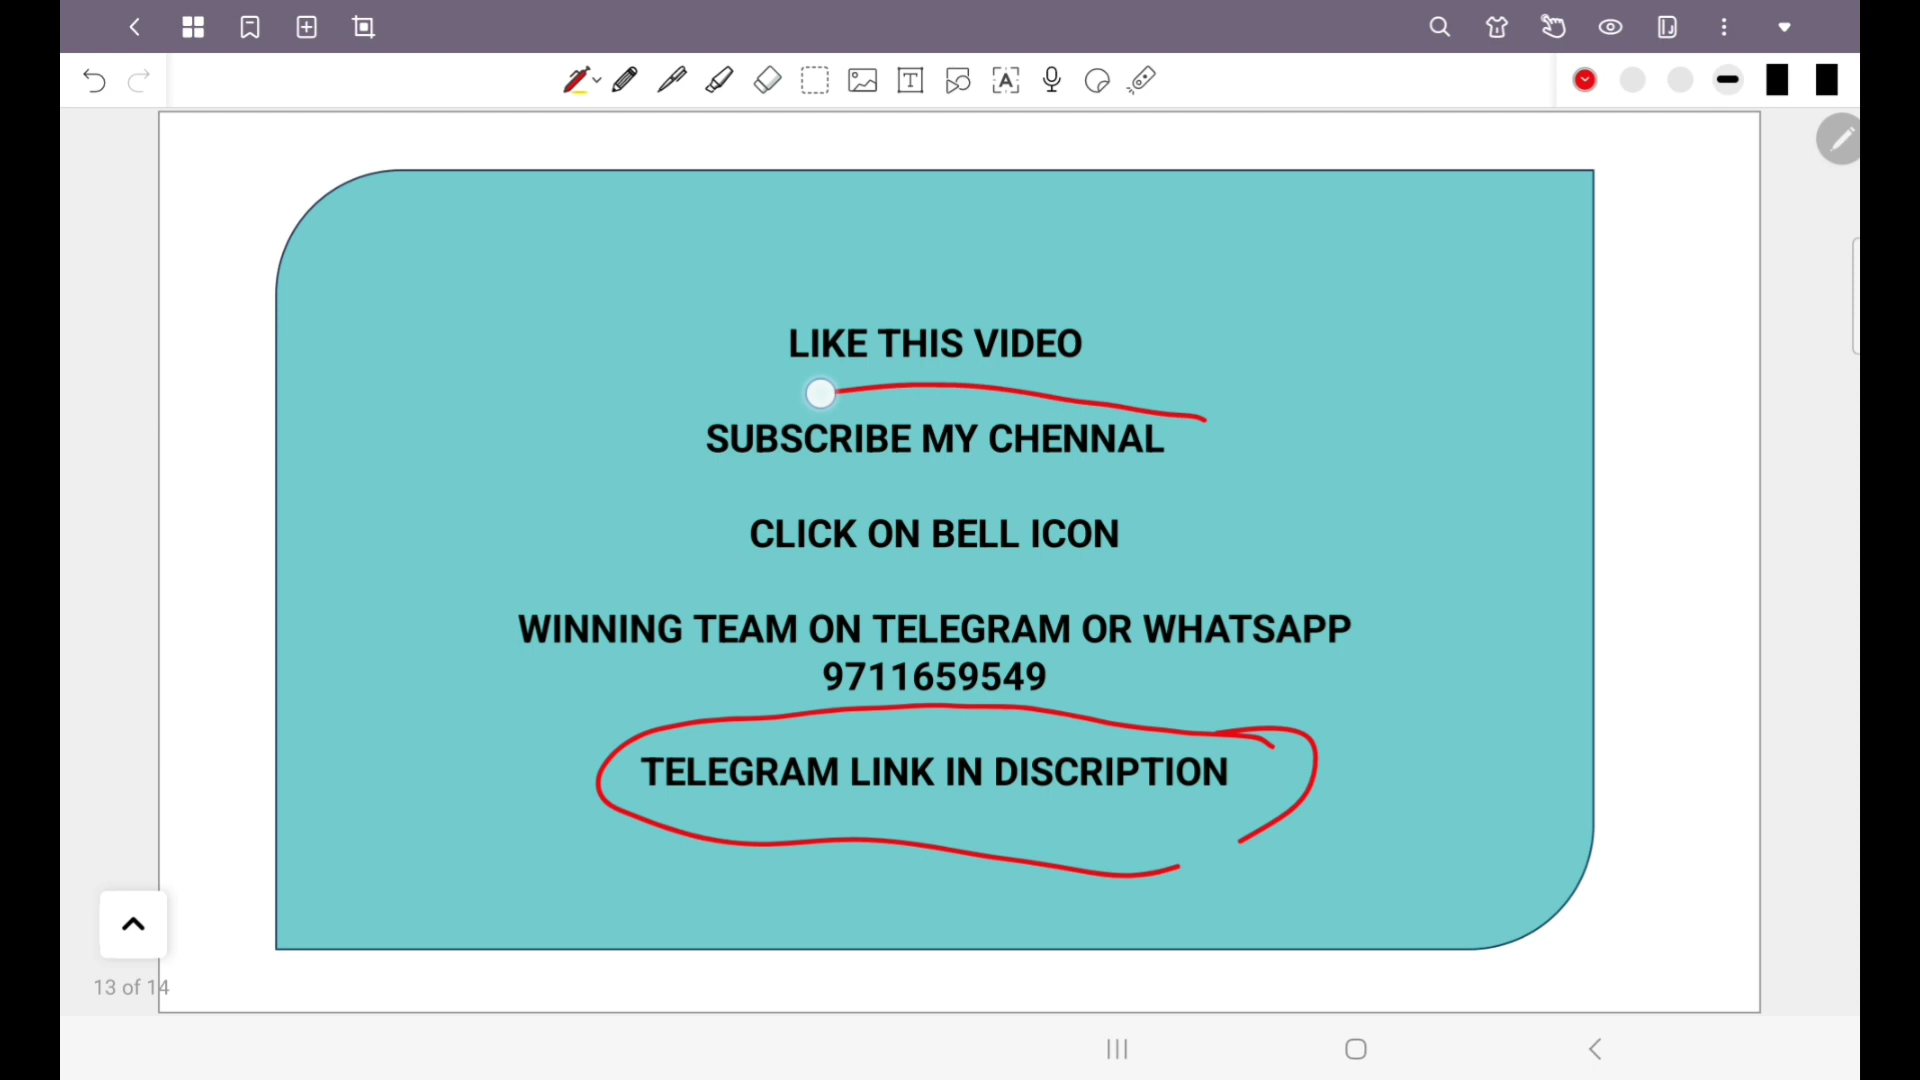 LIKE THIS VIDEO
SUBSCRIBE MY CHENNAL
CLICK ON BELL ICON
WINNING TEAM ON TELEGRAM OR WHATSAPP
9711659549
TELEGRAM LINK IN DISCRIPTION
13 of 14